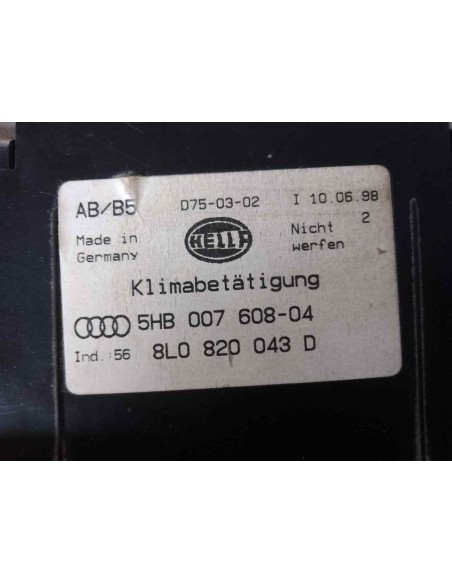 AB/B5 D75-03-02 I 10.06.98
Made in Germany HELLA Nicht werfen 2
Klimabetätigung
5HB 007 608-04
Ind.:56 8L0 820 043 D